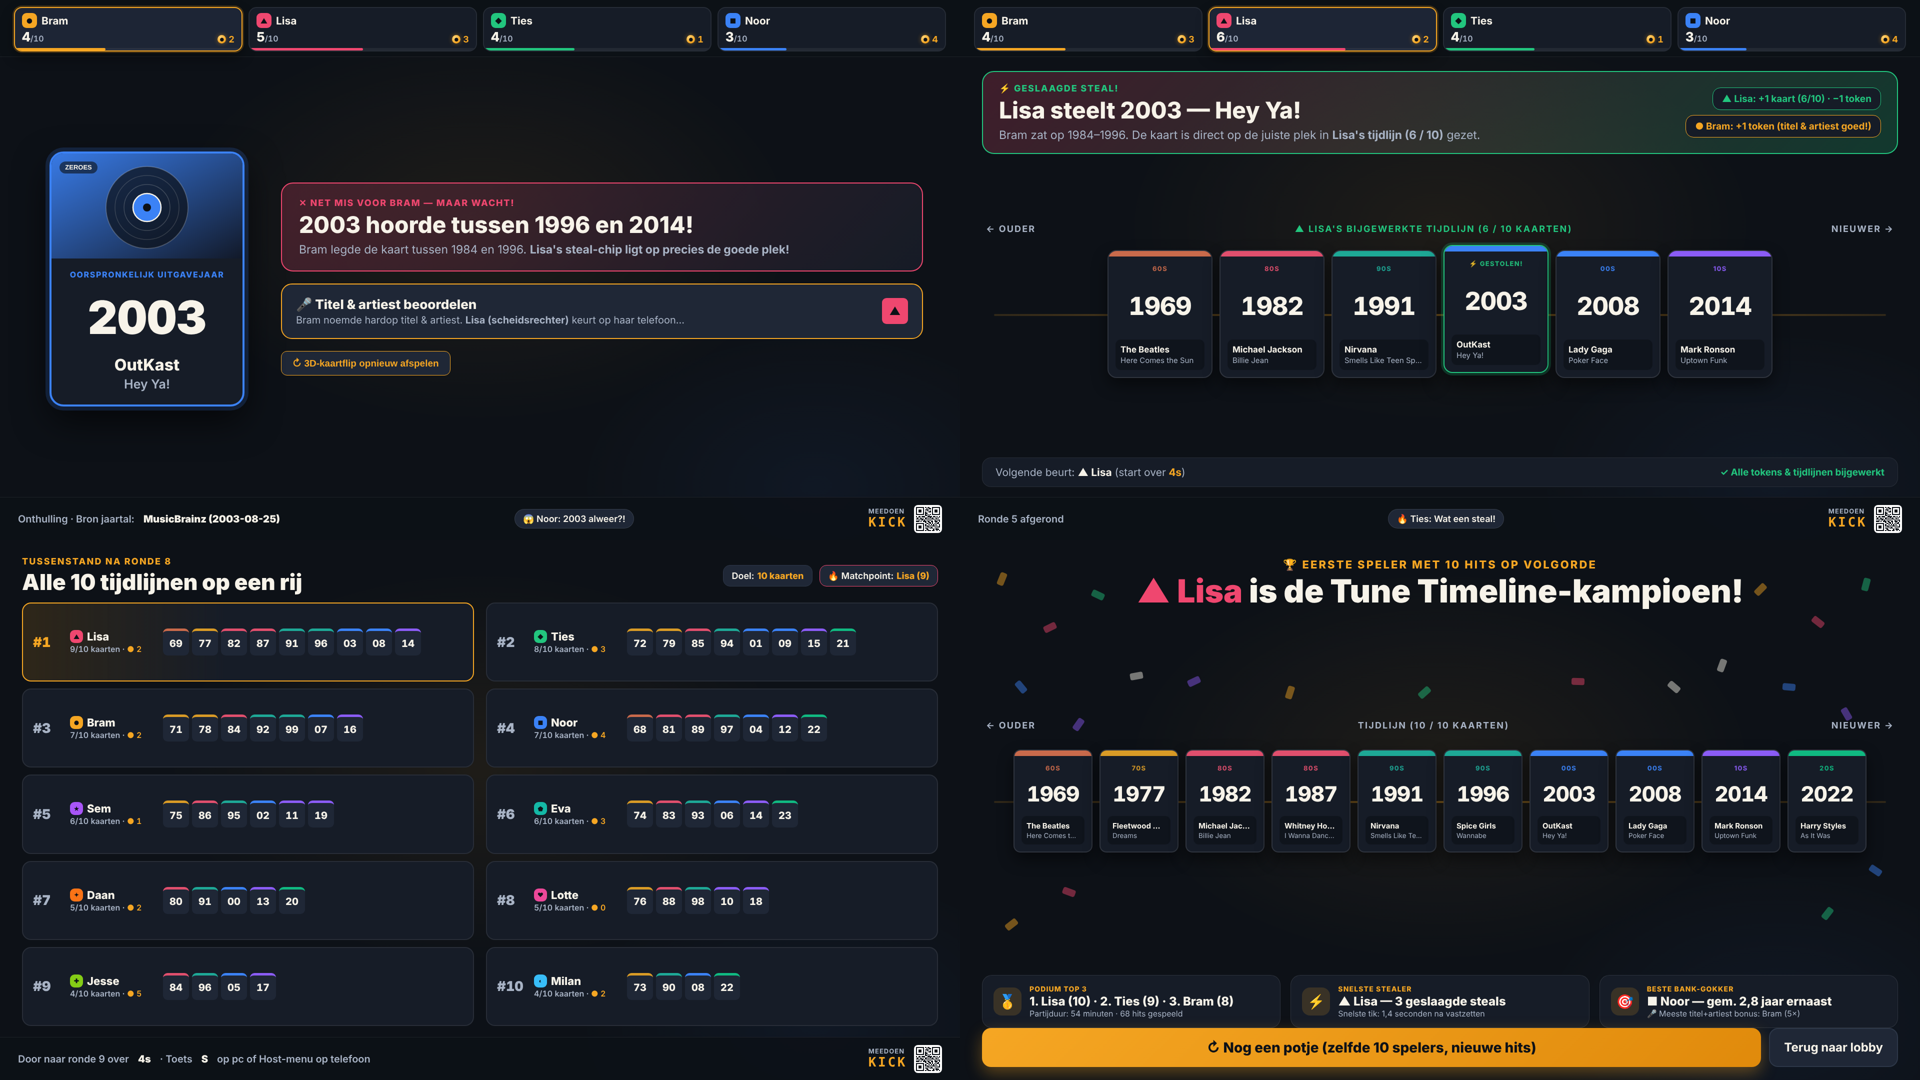 Bram
4/10
2
Lisa
5/10
3
Ties
4/10
1
Noor
3/10
4
ZEROES
OORSPRONKELIJK UITGAVEJAAR
2003
OutKast
Hey Ya!
✕ NET MIS VOOR BRAM — MAAR WACHT!
2003 hoorde tussen 1996 en 2014!
Bram legde de kaart tussen 1984 en 1996. Lisa's steal-chip ligt op precies de goede plek!
🎤 Titel & artiest beoordelen
Bram noemde hardop titel & artiest. Lisa (scheidsrechter) keurt op haar telefoon...
↻ 3D-kaartflip opnieuw afspelen
Onthulling · Bron jaartal: MusicBrainz (2003-08-25)
😱 Noor: 2003 alweer?!
MEEDOEN
KICK
Bram
4/10
3
Lisa
6/10
2
Ties
4/10
1
Noor
3/10
4
⚡ GESLAAGDE STEAL!
Lisa steelt 2003 — Hey Ya!
Bram zat op 1984–1996. De kaart is direct op de juiste plek in Lisa's tijdlijn (6 / 10) gezet.
▲ Lisa: +1 kaart (6/10) · −1 token
● Bram: +1 token (titel & artiest goed!)
← OUDER
▲ LISA'S BIJGEWERKTE TIJDLIJN (6 / 10 KAARTEN)
NIEUWER →
60S
1969
The Beatles
Here Comes the Sun
80S
1982
Michael Jackson
Billie Jean
90S
1991
Nirvana
Smells Like Teen Sp...
⚡ GESTOLEN!
2003
OutKast
Hey Ya!
00S
2008
Lady Gaga
Poker Face
10S
2014
Mark Ronson
Uptown Funk
Volgende beurt: ▲ Lisa (start over 4s)
✓ Alle tokens & tijdlijnen bijgewerkt
Ronde 5 afgerond
🔥 Ties: Wat een steal!
MEEDOEN
KICK
TUSSENSTAND NA RONDE 8
Alle 10 tijdlijnen op een rij
Doel: 10 kaarten
🔥 Matchpoint: Lisa (9)
#1
Lisa
9/10 kaarten · ● 2
69 77 82 87 91 96 03 08 14
#2
Ties
8/10 kaarten · ● 3
72 79 85 94 01 09 15 21
#3
Bram
7/10 kaarten · ● 2
71 78 84 92 99 07 16
#4
Noor
7/10 kaarten · ● 4
68 81 89 97 04 12 22
#5
Sem
6/10 kaarten · ● 1
75 86 95 02 11 19
#6
Eva
6/10 kaarten · ● 3
74 83 93 06 14 23
#7
Daan
5/10 kaarten · ● 2
80 91 00 13 20
#8
Lotte
5/10 kaarten · ● 0
76 88 98 10 18
#9
Jesse
4/10 kaarten · ● 5
84 96 05 17
#10
Milan
4/10 kaarten · ● 2
73 90 08 22
Door naar ronde 9 over 4s · Toets S op pc of Host-menu op telefoon
MEEDOEN
KICK
🏆 EERSTE SPELER MET 10 HITS OP VOLGORDE
▲ Lisa is de Tune Timeline-kampioen!
← OUDER
TIJDLIJN (10 / 10 KAARTEN)
NIEUWER →
60S
1969
The Beatles
Here Comes t...
70S
1977
Fleetwood ...
Dreams
80S
1982
Michael Jac...
Billie Jean
80S
1987
Whitney Ho...
I Wanna Danc...
90S
1991
Nirvana
Smells Like Te...
90S
1996
Spice Girls
Wannabe
00S
2003
OutKast
Hey Ya!
00S
2008
Lady Gaga
Poker Face
10S
2014
Mark Ronson
Uptown Funk
20S
2022
Harry Styles
As It Was
PODIUM TOP 3
1. Lisa (10) · 2. Ties (9) · 3. Bram (8)
Partijduur: 54 minuten · 68 hits gespeeld
SNELSTE STEALER
▲ Lisa — 3 geslaagde steals
Snelste tik: 1,4 seconden na vastzetten
BESTE BANK-GOKKER
■ Noor — gem. 2,8 jaar ernaast
🎤 Meeste titel+artiest bonus: Bram (5×)
↻ Nog een potje (zelfde 10 spelers, nieuwe hits)
Terug naar lobby